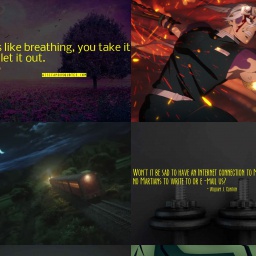 s like breathing, you take it
let it out.
WON'T IT BE SAD TO HAVE AN INTERNET CONNECTION TO M
NO MARTIANS TO WRITE TO OR E-MAIL US?